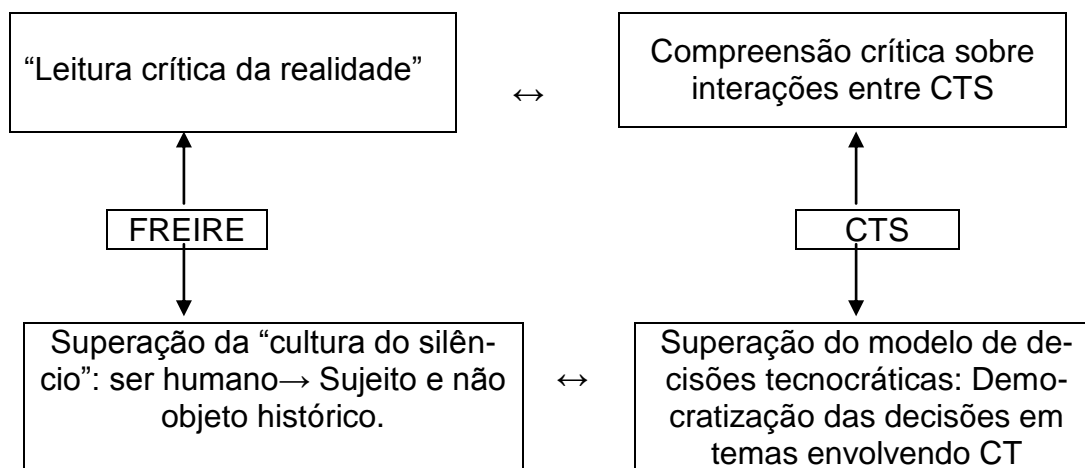 “Leitura crítica da realidade”
↔
Compreensão crítica sobre
interações entre CTS
FREIRE
CTS
Superação da “cultura do silên-
cio”: ser humano→ Sujeito e não
objeto histórico.
↔
Superação do modelo de de-
cisões tecnocráticas: Demo-
cratização das decisões em
temas envolvendo CT